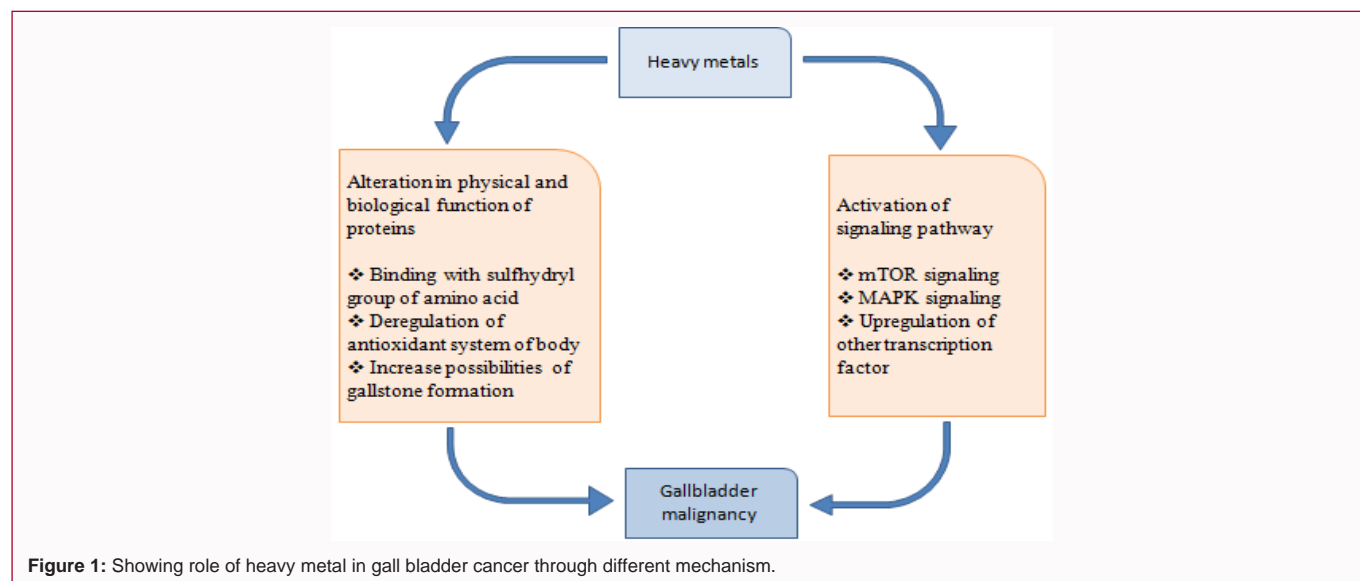 Heavy metals
Alteration in physical and
biological function of
proteins
❖ Binding with sulfhydryl
group of amino acid
❖ Deregulation of
antioxidant system of body
❖ Increase possibilities of
gallstone formation
Activation of
signaling pathway
❖ mTOR signaling
❖ MAPK signaling
❖ Upregulation of
other transcription
factor
Gallbladder
malignancy
Figure 1: Showing role of heavy metal in gall bladder cancer through different mechanism.